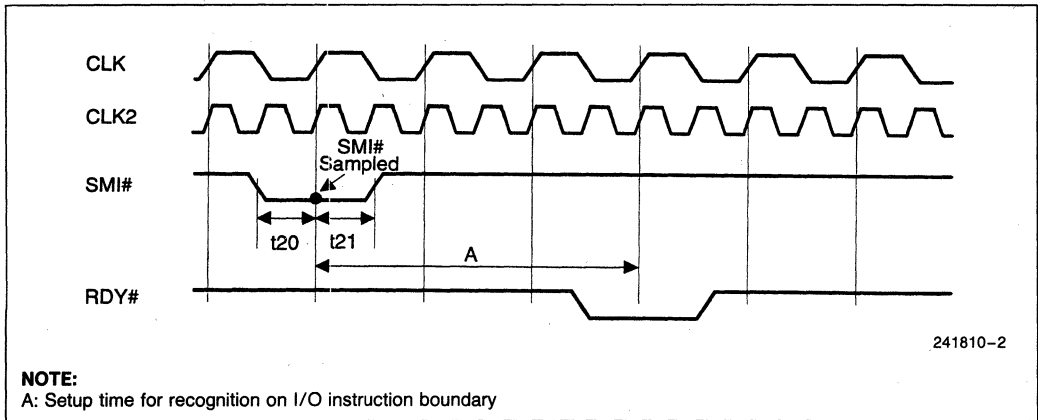 CLK
CLK2
SMI#
Sampled
SMI#
t20
t21
A
RDY#
241810–2
NOTE:
A: Setup time for recognition on I/O instruction boundary